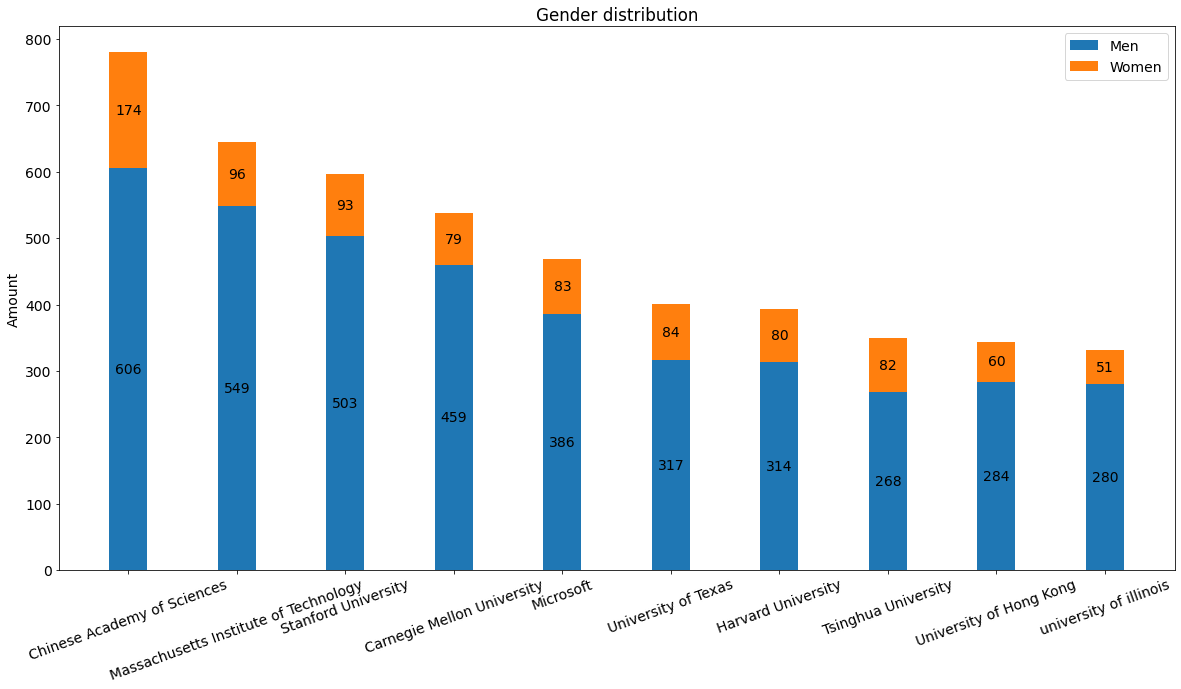 Gender distribution
Men
Women
Amount
800
700
600
500
400
300
200
100
0
174
96
93
79
83
84
80
82
60
51
606
549
503
459
386
317
314
268
284
280
Chinese Academy of Sciences
Massachusetts Institute of Technology
Stanford University
Carnegie Mellon University
Microsoft
University of Texas
Harvard University
Tsinghua University
University of Hong Kong
university of illinois